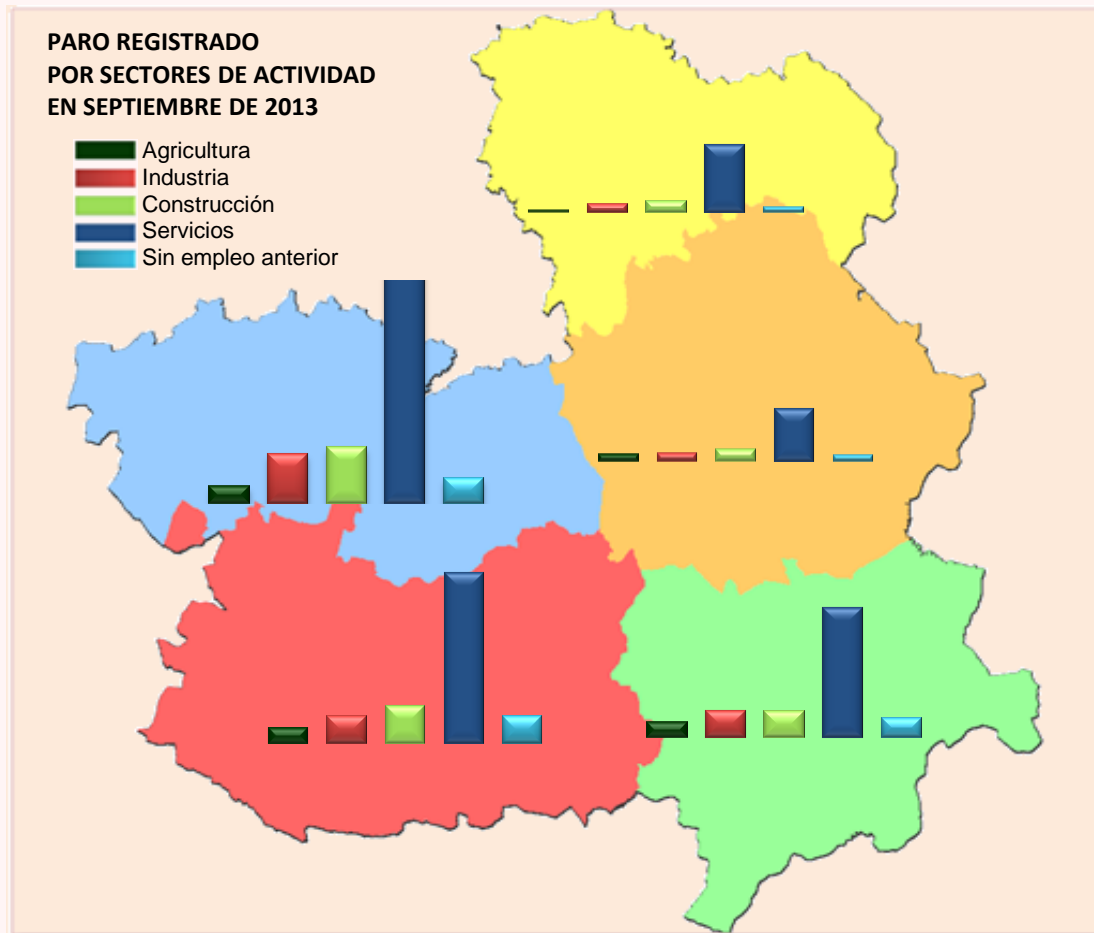 PARO REGISTRADO
POR SECTORES DE ACTIVIDAD
EN SEPTIEMBRE DE 2013
Agricultura
Industria
Construcción
Servicios
Sin empleo anterior